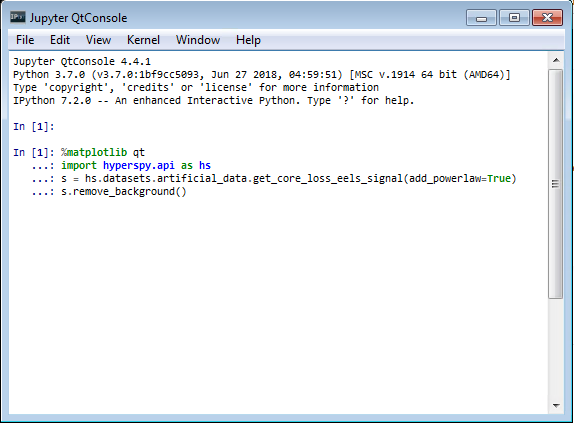 IP[y]: Jupyter QtConsole
File Edit View Kernel Window Help
Jupyter QtConsole 4.4.1
Python 3.7.0 (v3.7.0:1bf9cc5093, Jun 27 2018, 04:59:51) [MSC v.1914 64 bit (AMD64)]
Type 'copyright', 'credits' or 'license' for more information
IPython 7.2.0 -- An enhanced Interactive Python. Type '?' for help.
In [1]:
In [1]: %matplotlib qt
...: import hyperspy.api as hs
...: s = hs.datasets.artificial_data.get_core_loss_eels_signal(add_powerlaw=True)
...: s.remove_background()